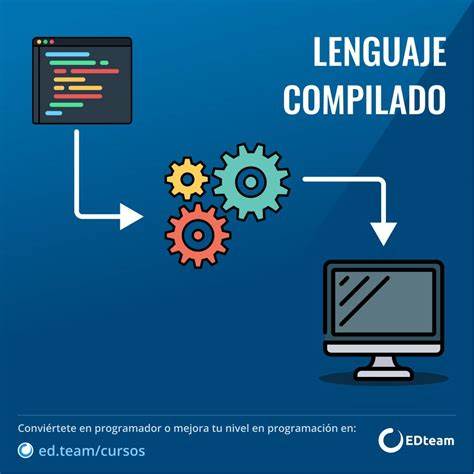 LENGUAJE
COMPILADO
Conviértete en programador o mejora tu nivel en programación en:
ed.team/cursos
EDteam